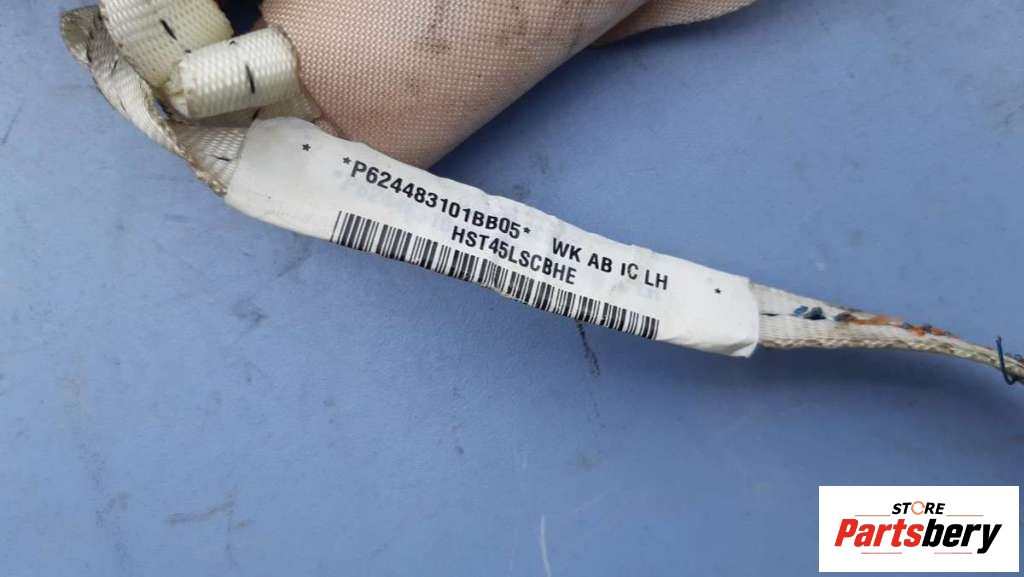 * *P624483101BB05* WK AB IC LH *
HST45LSCBHE
STORE
Partsbery